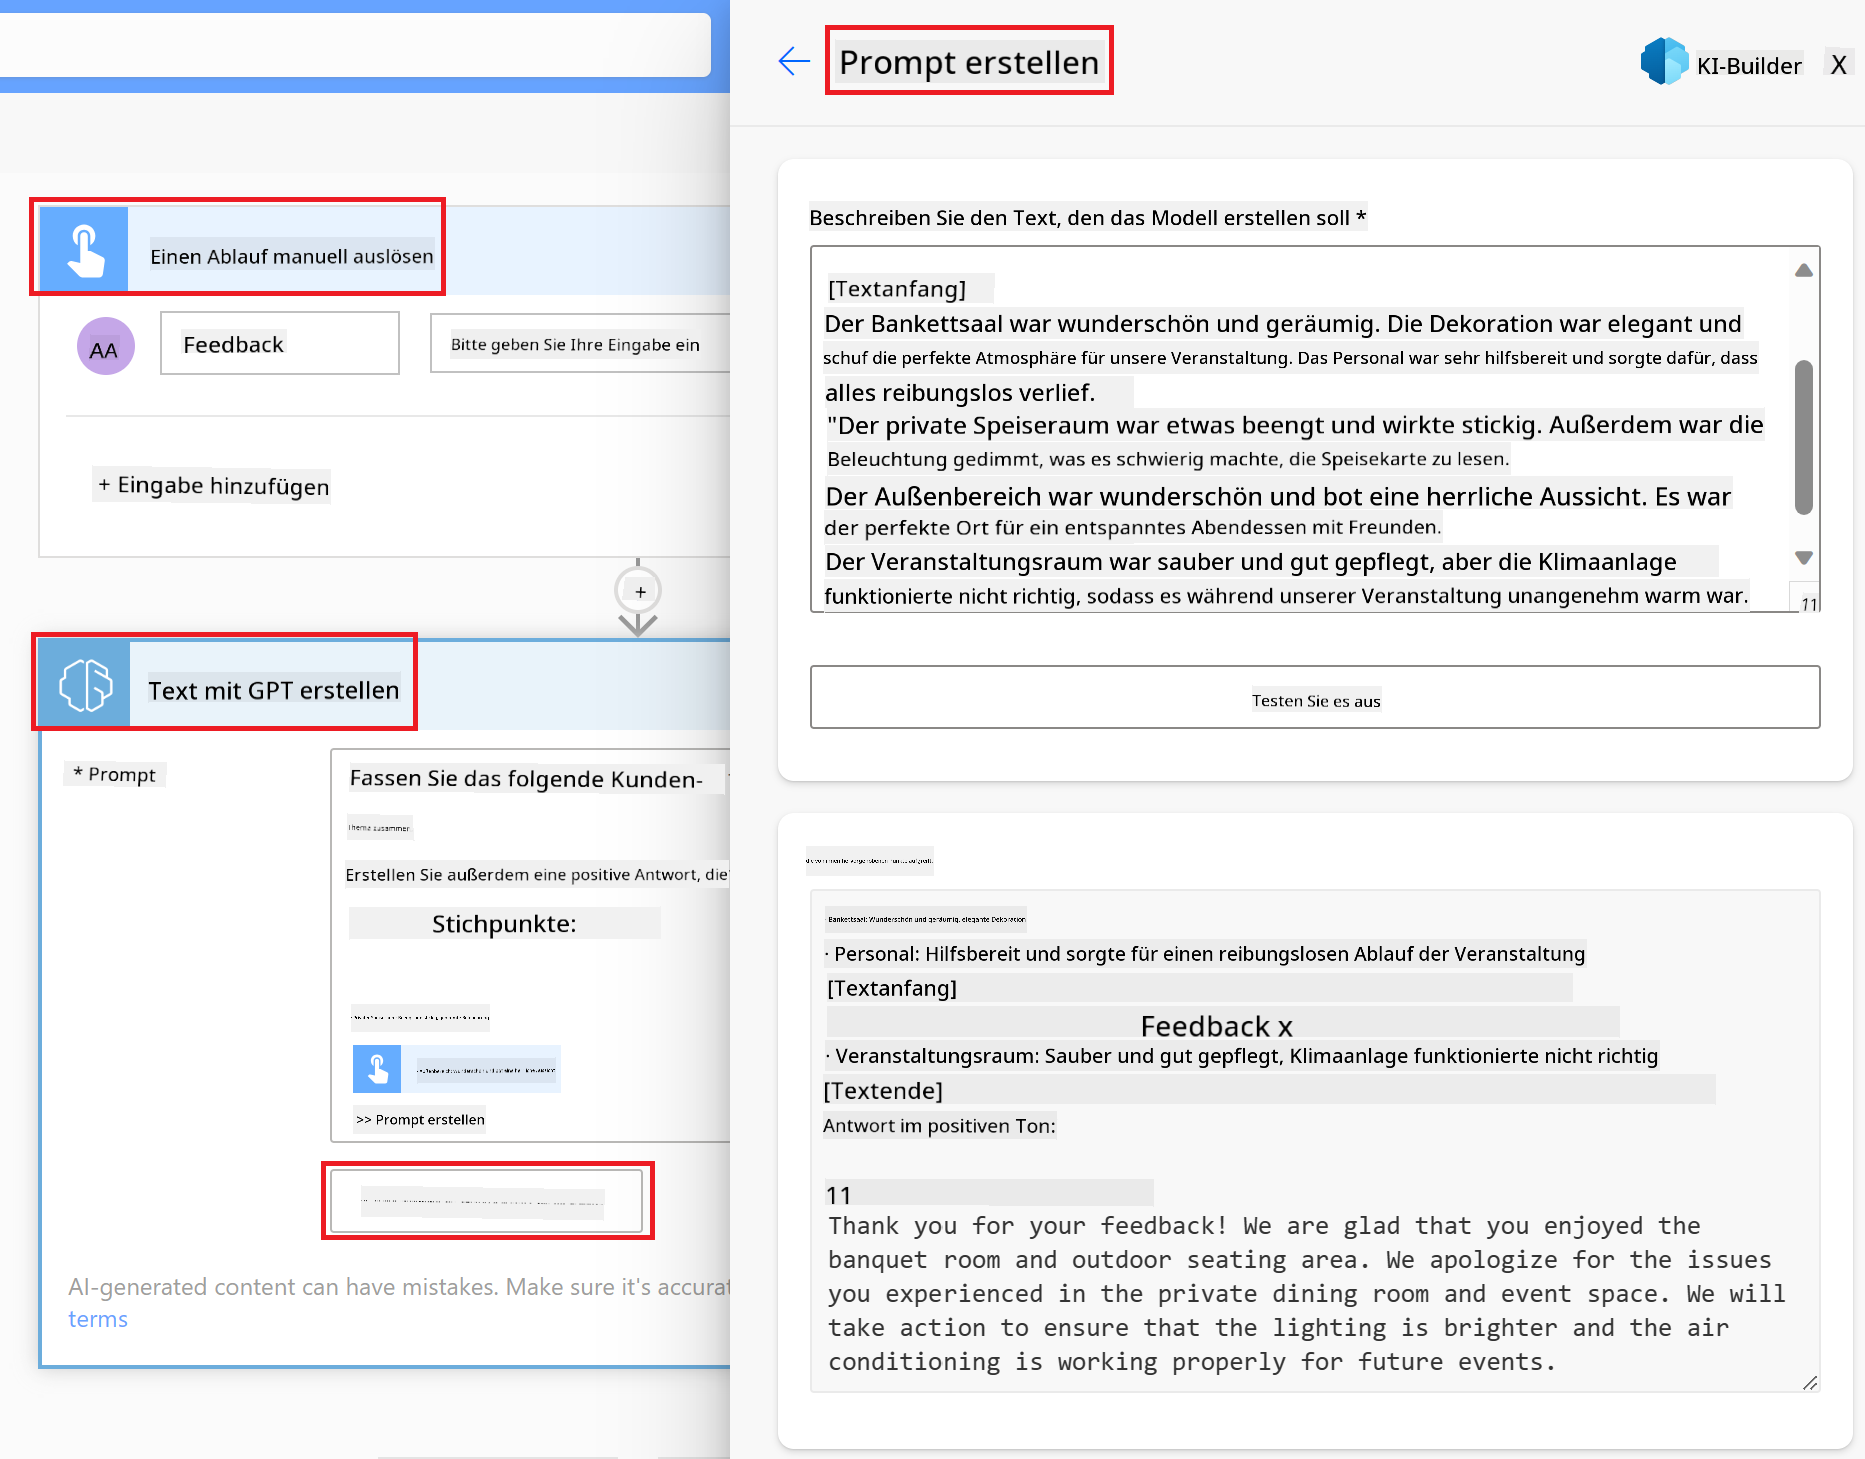 Einen Ablauf manuell auslösen
AA
Feedback
Bitte geben Sie Ihre Eingabe ein
+ Eingabe hinzufügen
+
Text mit GPT erstellen
* Prompt
Fassen Sie das folgende Kunden-
Thema zusammen
Erstellen Sie außerdem eine positive Antwort, die
Stichpunkte:
>> Prompt erstellen
AI-generated content can have mistakes. Make sure it's accurat
terms
Prompt erstellen
KI-Builder
X
Beschreiben Sie den Text, den das Modell erstellen soll *
[Textanfang]
Der Bankettsaal war wunderschön und geräumig. Die Dekoration war elegant und
schuf die perfekte Atmosphäre für unsere Veranstaltung. Das Personal war sehr hilfsbereit und sorgte dafür, dass
alles reibungslos verlief.
"Der private Speiseraum war etwas beengt und wirkte stickig. Außerdem war die
Beleuchtung gedimmt, was es schwierig machte, die Speisekarte zu lesen.
Der Außenbereich war wunderschön und bot eine herrliche Aussicht. Es war
der perfekte Ort für ein entspanntes Abendessen mit Freunden.
Der Veranstaltungsraum war sauber und gut gepflegt, aber die Klimaanlage
funktionierte nicht richtig, sodass es während unserer Veranstaltung unangenehm warm war.
11
Testen Sie es aus
Bankettsaal: Wunderschön und geräumig, elegante Dekoration
· Personal: Hilfsbereit und sorgte für einen reibungslosen Ablauf der Veranstaltung
[Textanfang]
Feedback x
· Veranstaltungsraum: Sauber und gut gepflegt, Klimaanlage funktionierte nicht richtig
[Textende]
Antwort im positiven Ton:
11
Thank you for your feedback! We are glad that you enjoyed the
banquet room and outdoor seating area. We apologize for the issues
you experienced in the private dining room and event space. We will
take action to ensure that the lighting is brighter and the air
conditioning is working properly for future events.